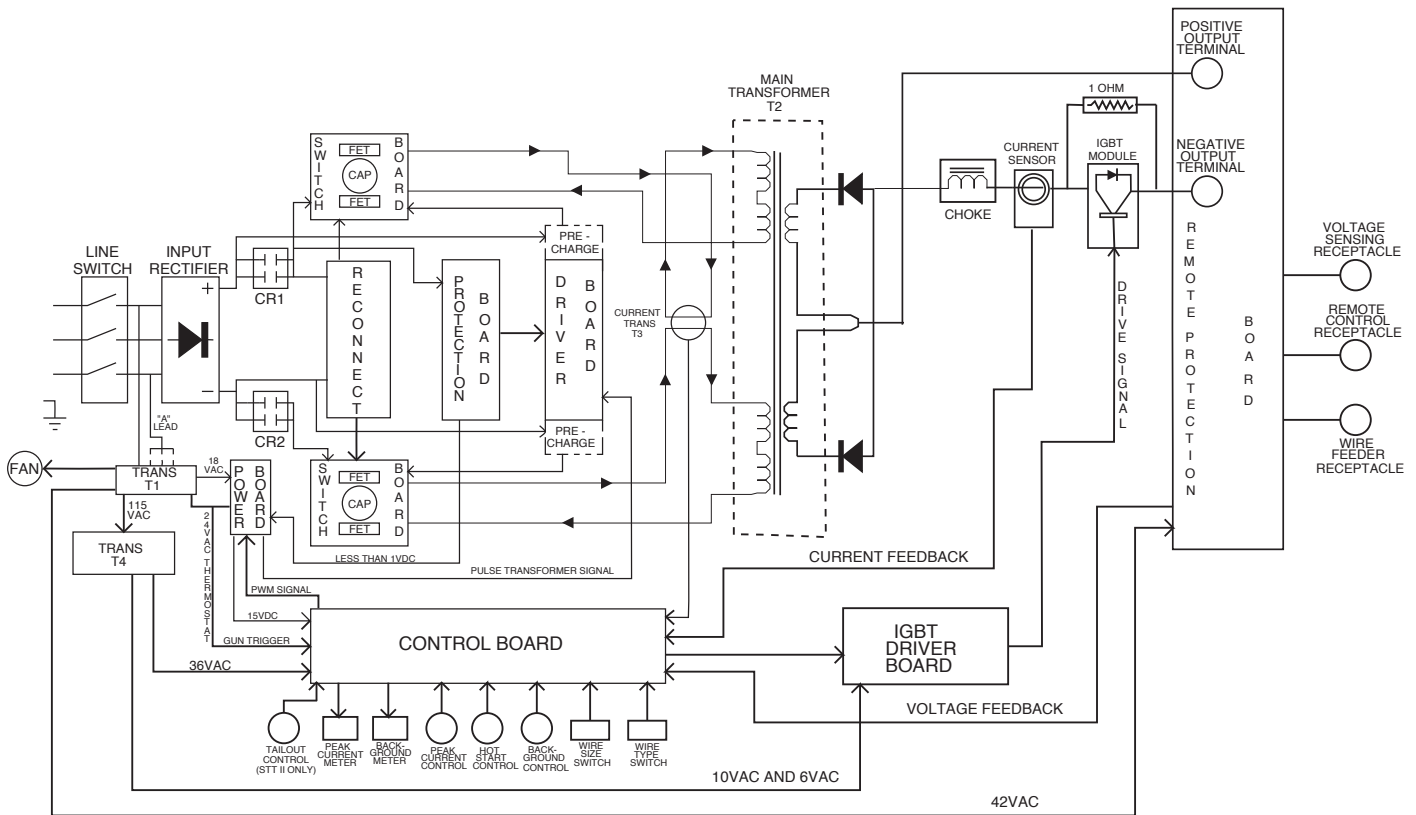 POSITIVE
OUTPUT
TERMINAL
MAIN
TRANSFORMER
T2
1 OHM
SWITCH
BOARD
FET
CAP
FET
CURRENT
SENSOR
IGBT
MODULE
NEGATIVE
OUTPUT
TERMINAL
CHOKE
LINE
SWITCH
INPUT
RECTIFIER
+
−
CR1
RECONNECT
PROTECTION
BOARD
PRE -
CHARGE
DRIVER
BOARD
PRE -
CHARGE
CURRENT
TRANS
T3
DRIVE SIGNAL
REMOTE PROTECTION
BOARD
VOLTAGE
SENSING
RECEPTACLE
REMOTE
CONTROL
RECEPTACLE
WIRE
FEEDER
RECEPTACLE
"A"
LEAD
CR2
FAN
TRANS
T1
18
VAC
POWER
BOARD
SWITCH
BOARD
FET
CAP
FET
115
VAC
24VAC THERMOSTAT
TRANS
T4
LESS THAN 1VDC
PULSE TRANSFORMER SIGNAL
CURRENT FEEDBACK
PWM SIGNAL
15VDC
GUN TRIGGER
36VAC
CONTROL BOARD
IGBT
DRIVER
BOARD
VOLTAGE FEEDBACK
TAILOUT
CONTROL
(STT II ONLY)
PEAK
CURRENT
METER
BACK-
GROUND
METER
PEAK
CURRENT
CONTROL
HOT
START
CONTROL
BACK-
GROUND
CONTROL
WIRE
SIZE
SWITCH
WIRE
TYPE
SWITCH
10VAC AND 6VAC
42VAC